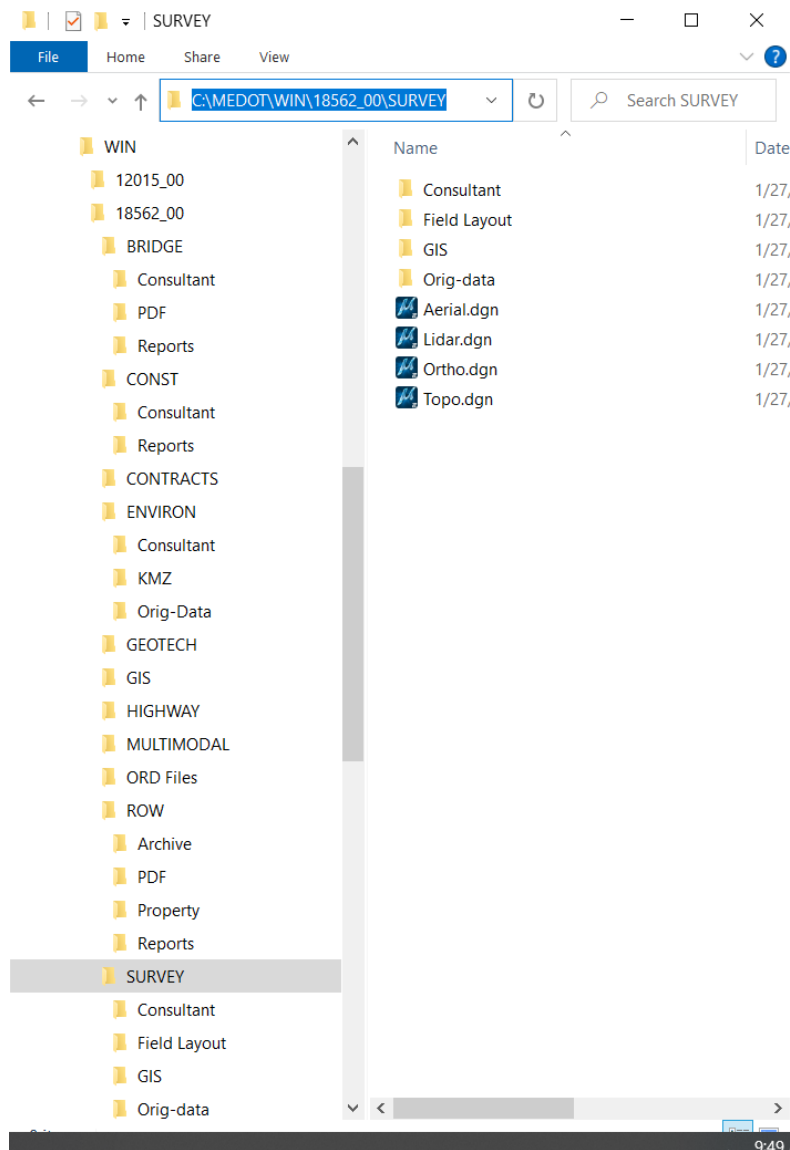 SURVEY
File Home Share View
C:\MEDOT\WIN\18562_00\SURVEY Search SURVEY
WIN
12015_00
18562_00
BRIDGE
Consultant
PDF
Reports
CONST
Consultant
Reports
CONTRACTS
ENVIRON
Consultant
KMZ
Orig-Data
GEOTECH
GIS
HIGHWAY
MULTIMODAL
ORD Files
ROW
Archive
PDF
Property
Reports
SURVEY
Consultant
Field Layout
GIS
Orig-data
Name Date
Consultant 1/27/
Field Layout 1/27/
GIS 1/27/
Orig-data 1/27/
Aerial.dgn 1/27/
Lidar.dgn 1/27/
Ortho.dgn 1/27/
Topo.dgn 1/27/
9:49